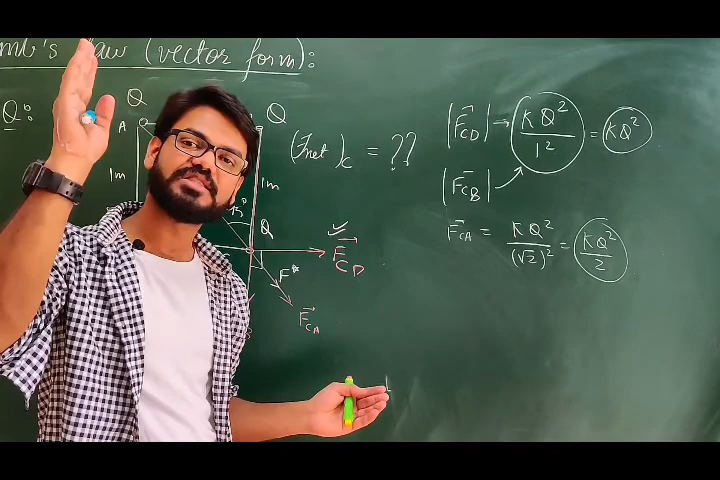 Law (vector form):
Q:
Q
Q
A
1m
1m
45°
Q
(Fnet)c = ??
F CD
F*
F CA
|F CD| → KQ²/1² = KQ²
|F CB|
F CA = KQ²/(√2)² = KQ²/2